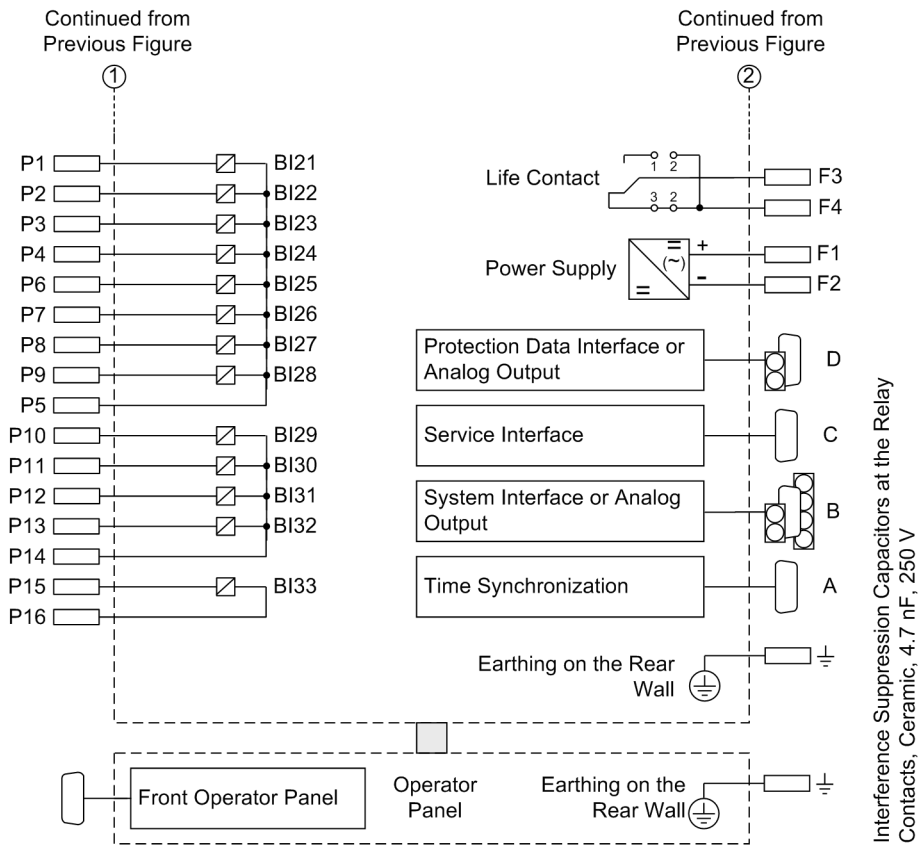 Continued from
Previous Figure
1
Continued from
Previous Figure
2
P1 BI21
P2 BI22
P3 BI23
P4 BI24
P6 BI25
P7 BI26
P8 BI27
P9 BI28
P5
P10 BI29
P11 BI30
P12 BI31
P13 BI32
P14
P15 BI33
P16
Life Contact
1 2
3 2
F3
F4
Power Supply
=
(~)
=
+
-
F1
F2
Protection Data Interface or
Analog Output
D
Service Interface
C
System Interface or Analog
Output
B
Time Synchronization
A
Earthing on the Rear
Wall
Front Operator Panel
Operator
Panel
Earthing on the
Rear Wall
Interference Suppression Capacitors at the Relay
Contacts, Ceramic, 4.7 nF, 250 V